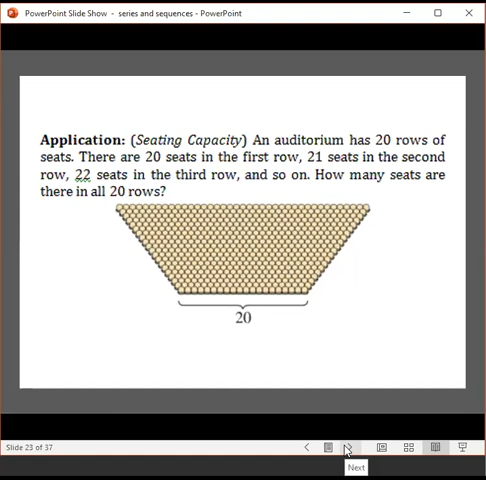 PowerPoint Slide Show - series and sequences - PowerPoint
Application: (Seating Capacity) An auditorium has 20 rows of
seats. There are 20 seats in the first row, 21 seats in the second
row, 22 seats in the third row, and so on. How many seats are
there in all 20 rows?
20
Slide 23 of 37
Next